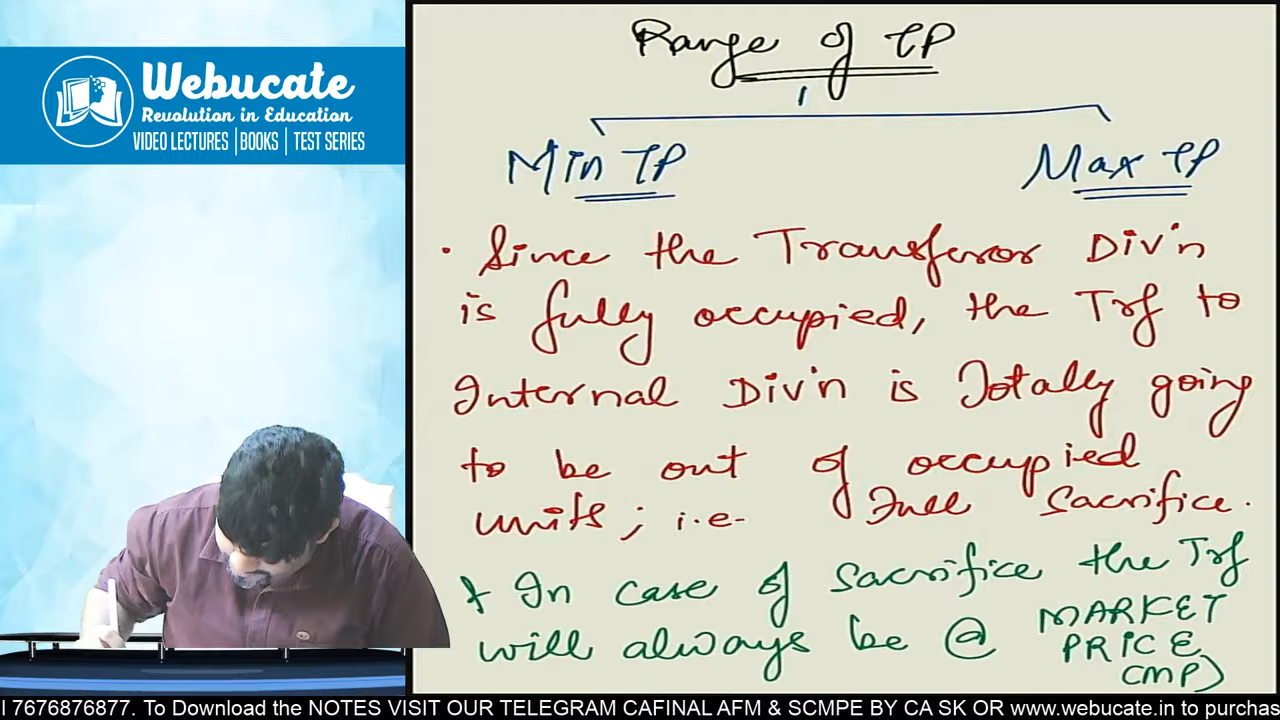 Webucate
Revolution in Education
VIDEO LECTURES | BOOKS | TEST SERIES
Range of TP
Min TP
Max TP
· Since the Transferor Div'n
is fully occupied, the Trf to
Internal Div'n is Totally going
to be out of occupied
units; i.e- Full Sacrifice.
* In case of Sacrifice the Trf
will always be @ MARKET
PRICE
(MP)
l 7676876877. To Download the NOTES VISIT OUR TELEGRAM CAFINAL AFM & SCMPE BY CA SK OR www.webucate.in to purchas